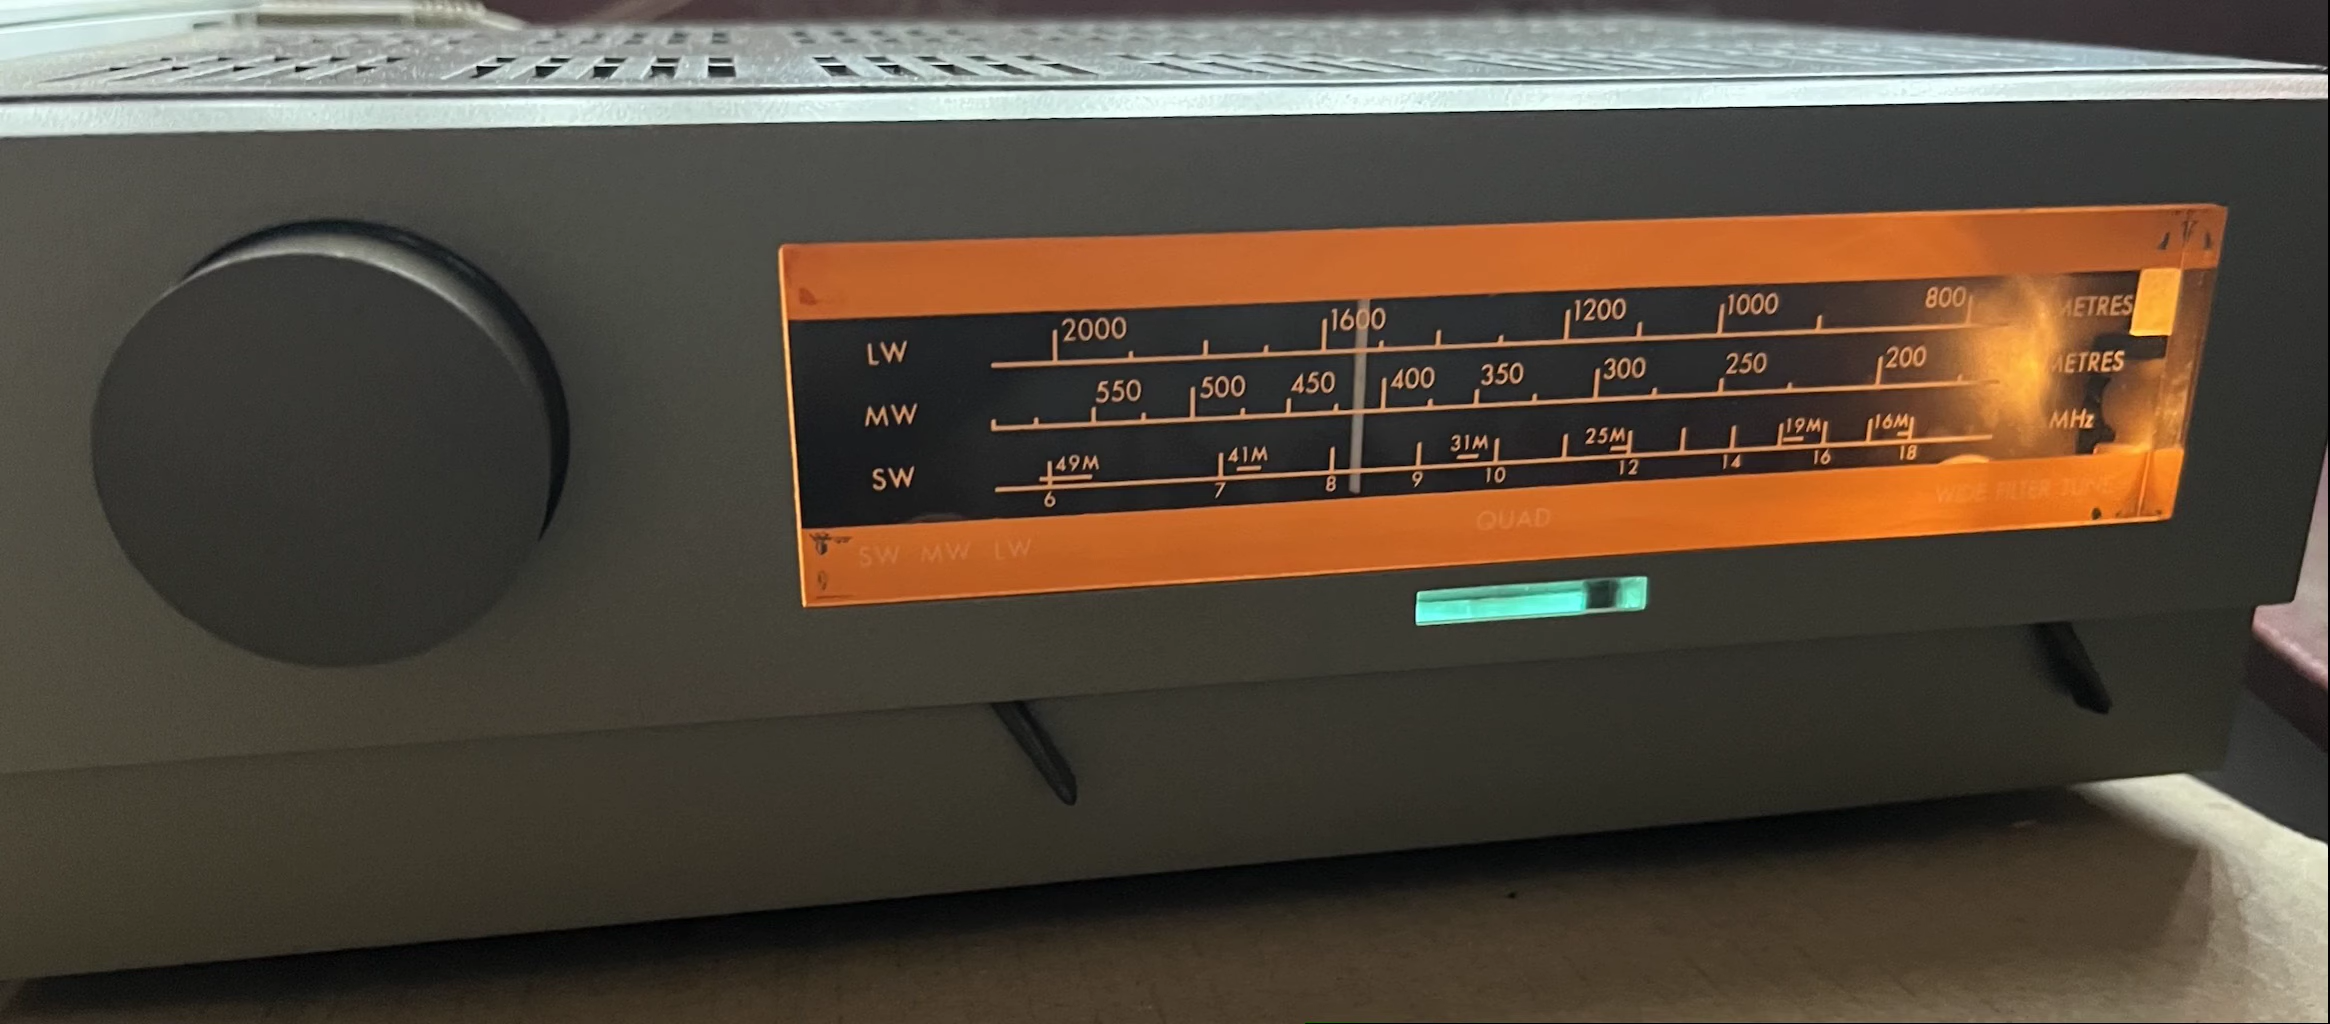 LW 2000 1600 1200 1000 800 METRES
MW 550 500 450 400 350 300 250 200 METRES
SW 49M 41M 31M 25M 19M 16M MHz
6 7 8 9 10 12 14 16 18
SW MW LW QUAD WIDE FILTER TUNE